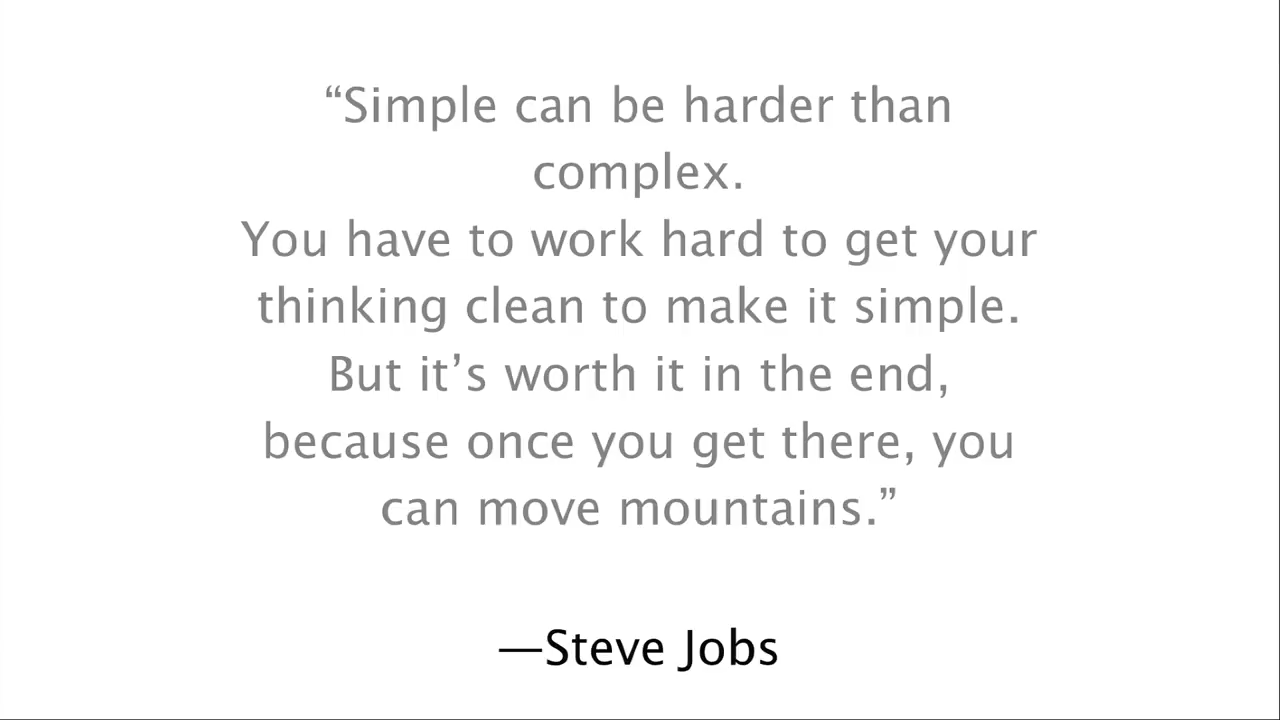 “Simple can be harder than
complex.
You have to work hard to get your
thinking clean to make it simple.
But it’s worth it in the end,
because once you get there, you
can move mountains.”
—Steve Jobs